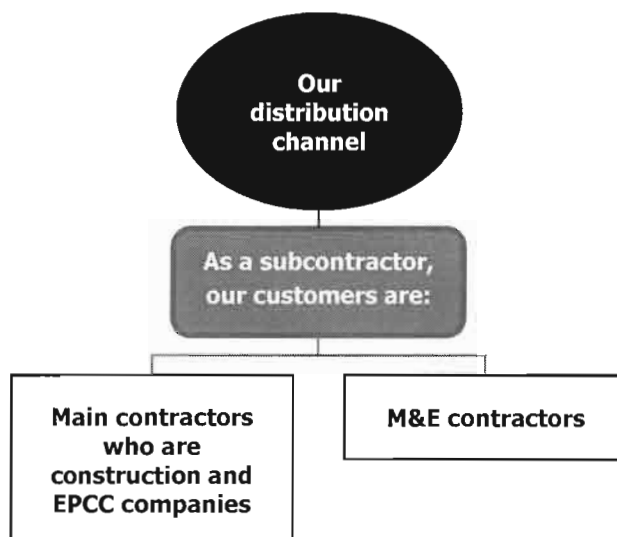 Our
distribution
channel
As a subcontractor,
our customers are:
Main contractors
who are
construction and
EPCC companies
M&E contractors